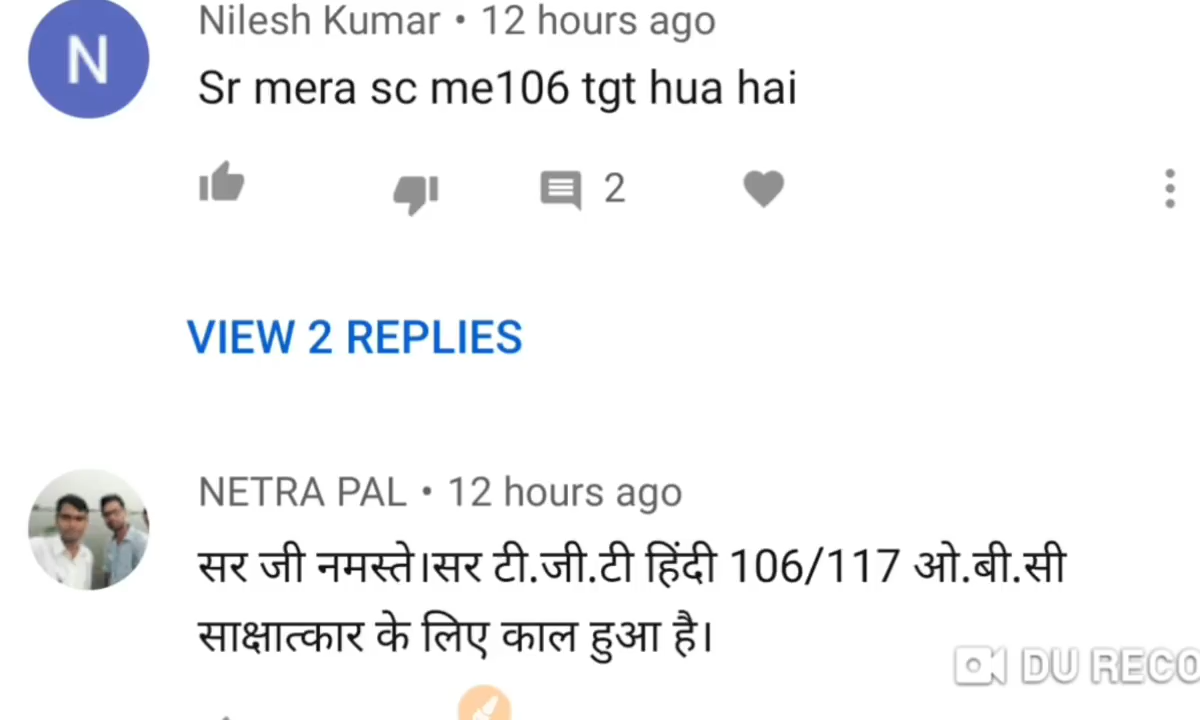 N
Nilesh Kumar • 12 hours ago
Sr mera sc me106 tgt hua hai
2
VIEW 2 REPLIES
NETRA PAL • 12 hours ago
सर जी नमस्ते।सर टी.जी.टी हिंदी 106/117 ओ.बी.सी
साक्षात्कार के लिए काल हुआ है।
DU RECO